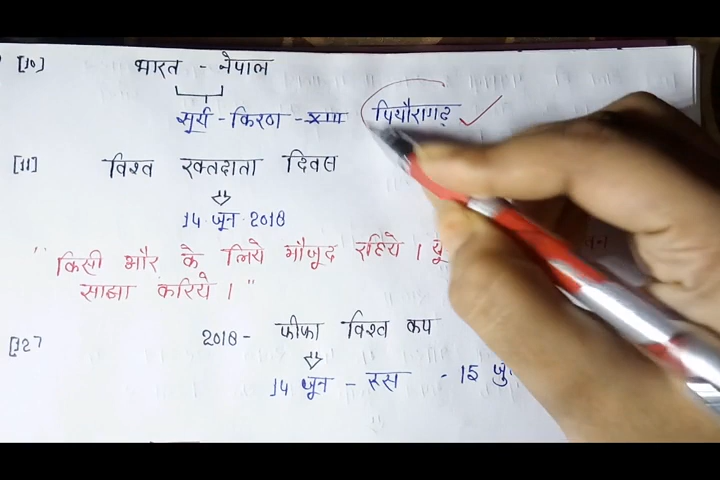 [10] भारत - नेपाल
सूर्य - किरण - XIII पिथौरागढ़
[11] विश्व रक्तदाता दिवस
14 जून 2018
"किसी और के लिये मौजूद रहिये।
साझा करिये।"
[12] 2018 - फीफा विश्व कप
14 जून - रूस - 15 जु